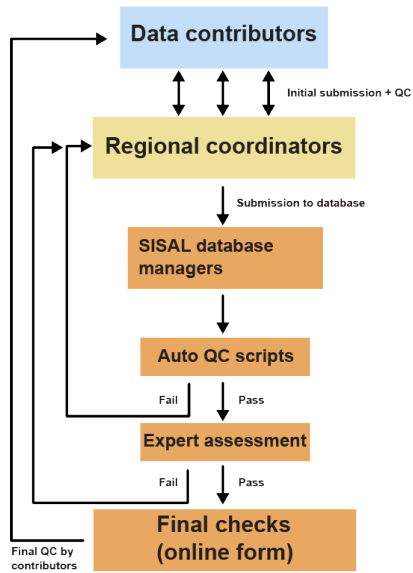 Data contributors
Initial submission + QC
Regional coordinators
Submission to database
SISAL database
managers
Auto QC scripts
Fail
Pass
Expert assessment
Fail
Pass
Final checks
(online form)
Final QC by
contributors